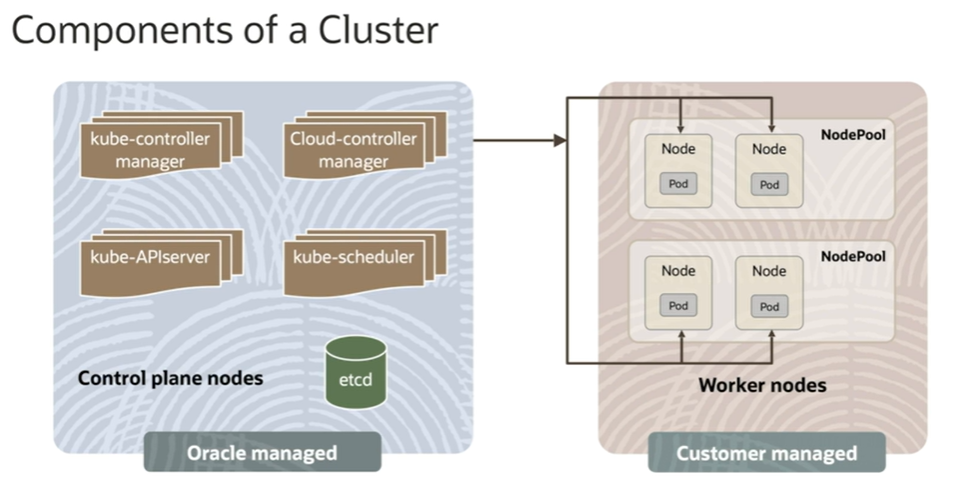 Components of a Cluster
kube-controller
manager
Cloud-controller
manager
kube-APIserver
kube-scheduler
Control plane nodes
etcd
Oracle managed
NodePool
Node
Node
Pod
Pod
NodePool
Node
Node
Pod
Pod
Worker nodes
Customer managed